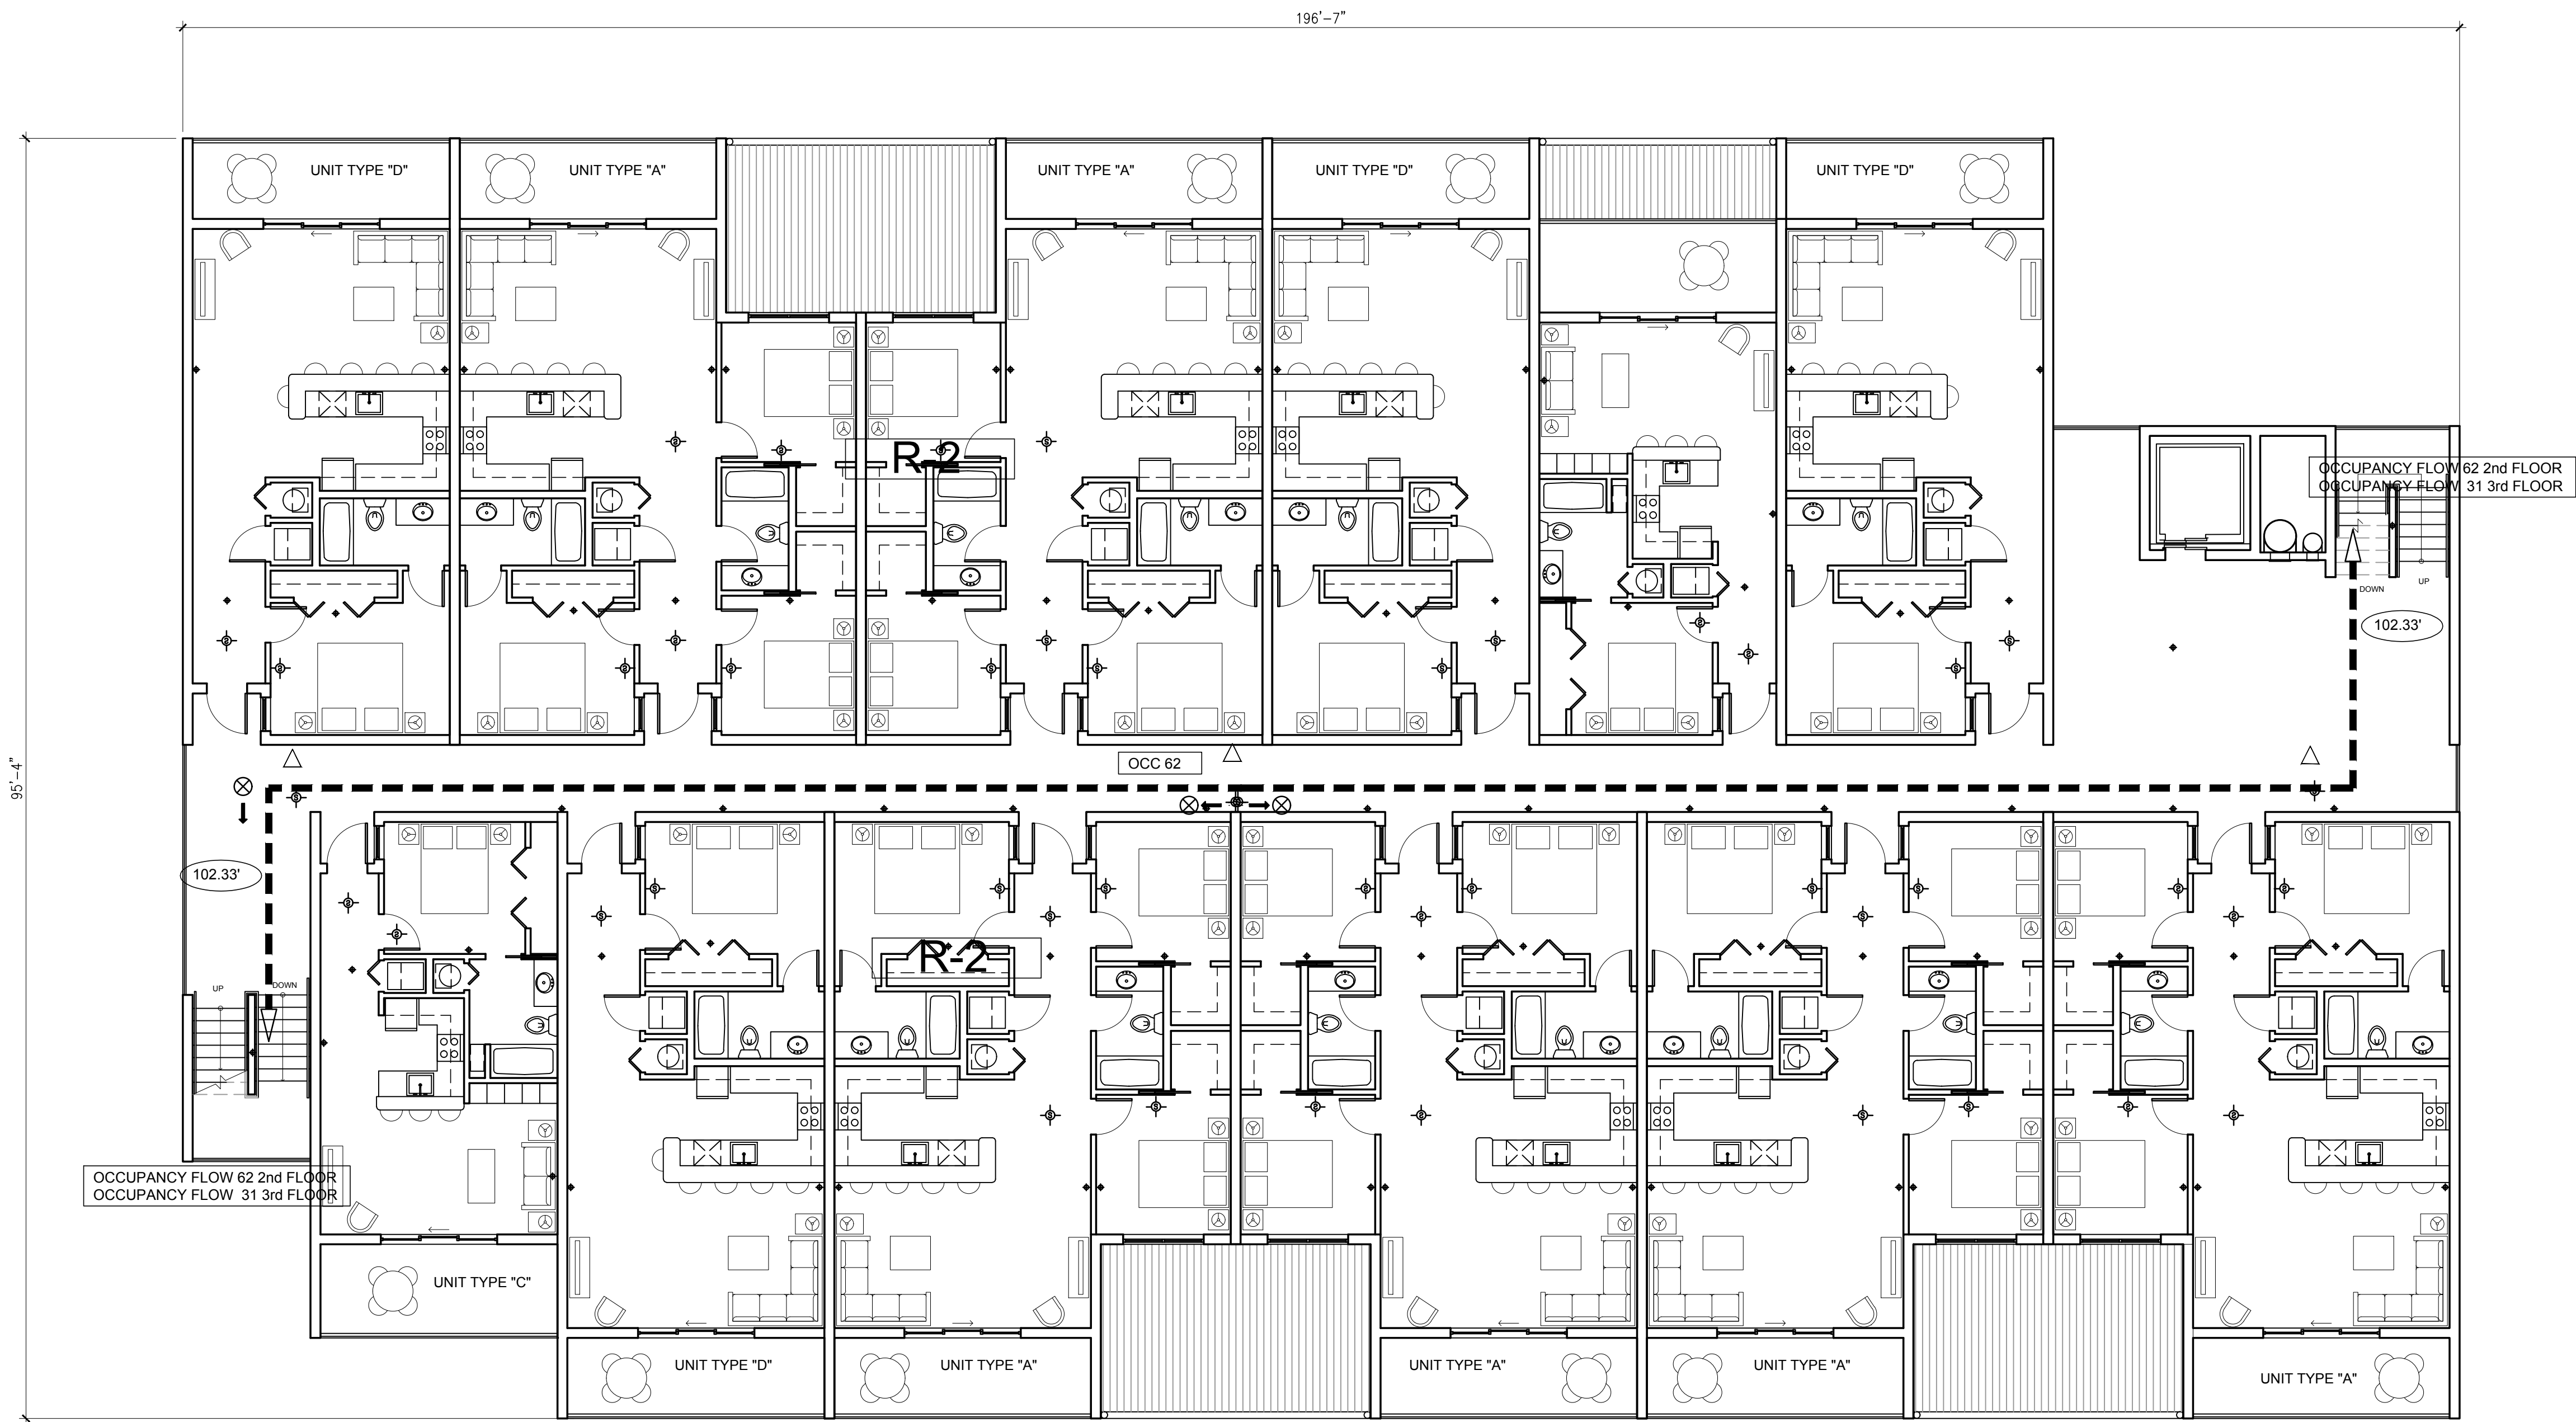 196'-7"
UNIT TYPE "D"
UNIT TYPE "A"
UNIT TYPE "A"
UNIT TYPE "D"
UNIT TYPE "D"
R-2
OCCUPANCY FLOW 62 2nd FLOOR
OCCUPANCY FLOW 31 3rd FLOOR
UP
DOWN
102.33'
95'-4"
OCC 62
102.33'
R-2
UP
DOWN
OCCUPANCY FLOW 62 2nd FLOOR
OCCUPANCY FLOW 31 3rd FLOOR
UNIT TYPE "C"
UNIT TYPE "D"
UNIT TYPE "A"
UNIT TYPE "A"
UNIT TYPE "A"
UNIT TYPE "A"